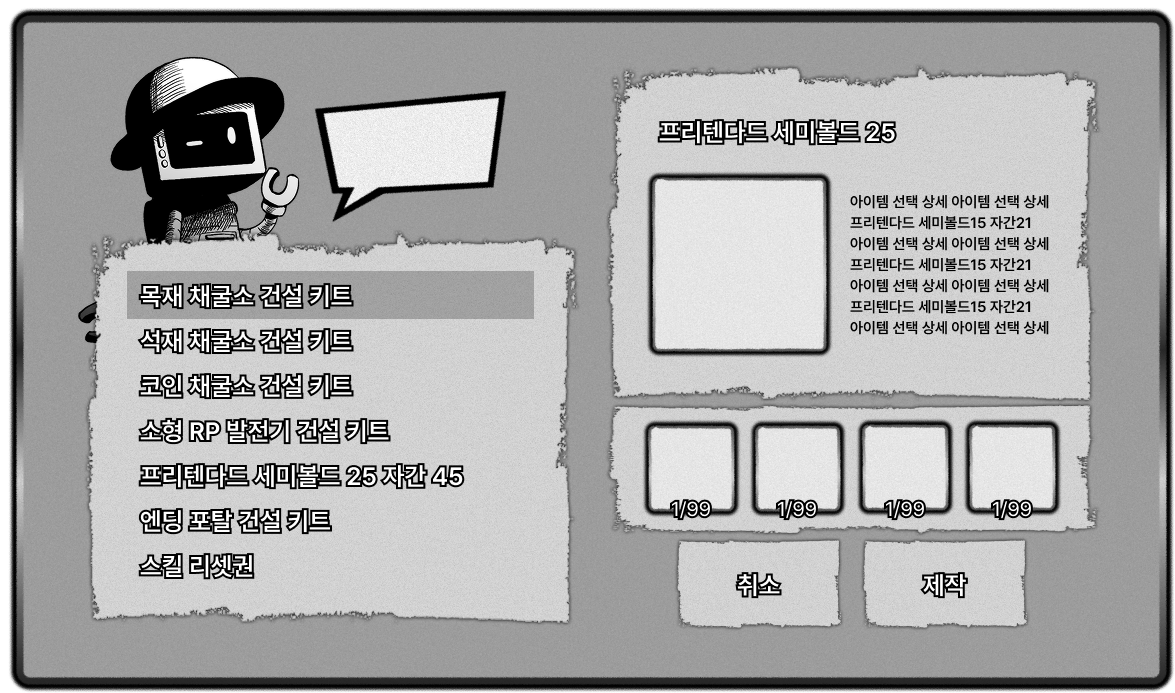 목재 채굴소 건설 키트
석재 채굴소 건설 키트
코인 채굴소 건설 키트
소형 RP 발전기 건설 키트
프리텐다드 세미볼드 25 자간 45
엔딩 포탈 건설 키트
스킬 리셋권
프리텐다드 세미볼드 25
아이템 선택 상세 아이템 선택 상세
프리텐다드 세미볼드15 자간21
아이템 선택 상세 아이템 선택 상세
프리텐다드 세미볼드15 자간21
아이템 선택 상세 아이템 선택 상세
프리텐다드 세미볼드15 자간21
아이템 선택 상세 아이템 선택 상세
1/99 1/99 1/99 1/99
취소 제작